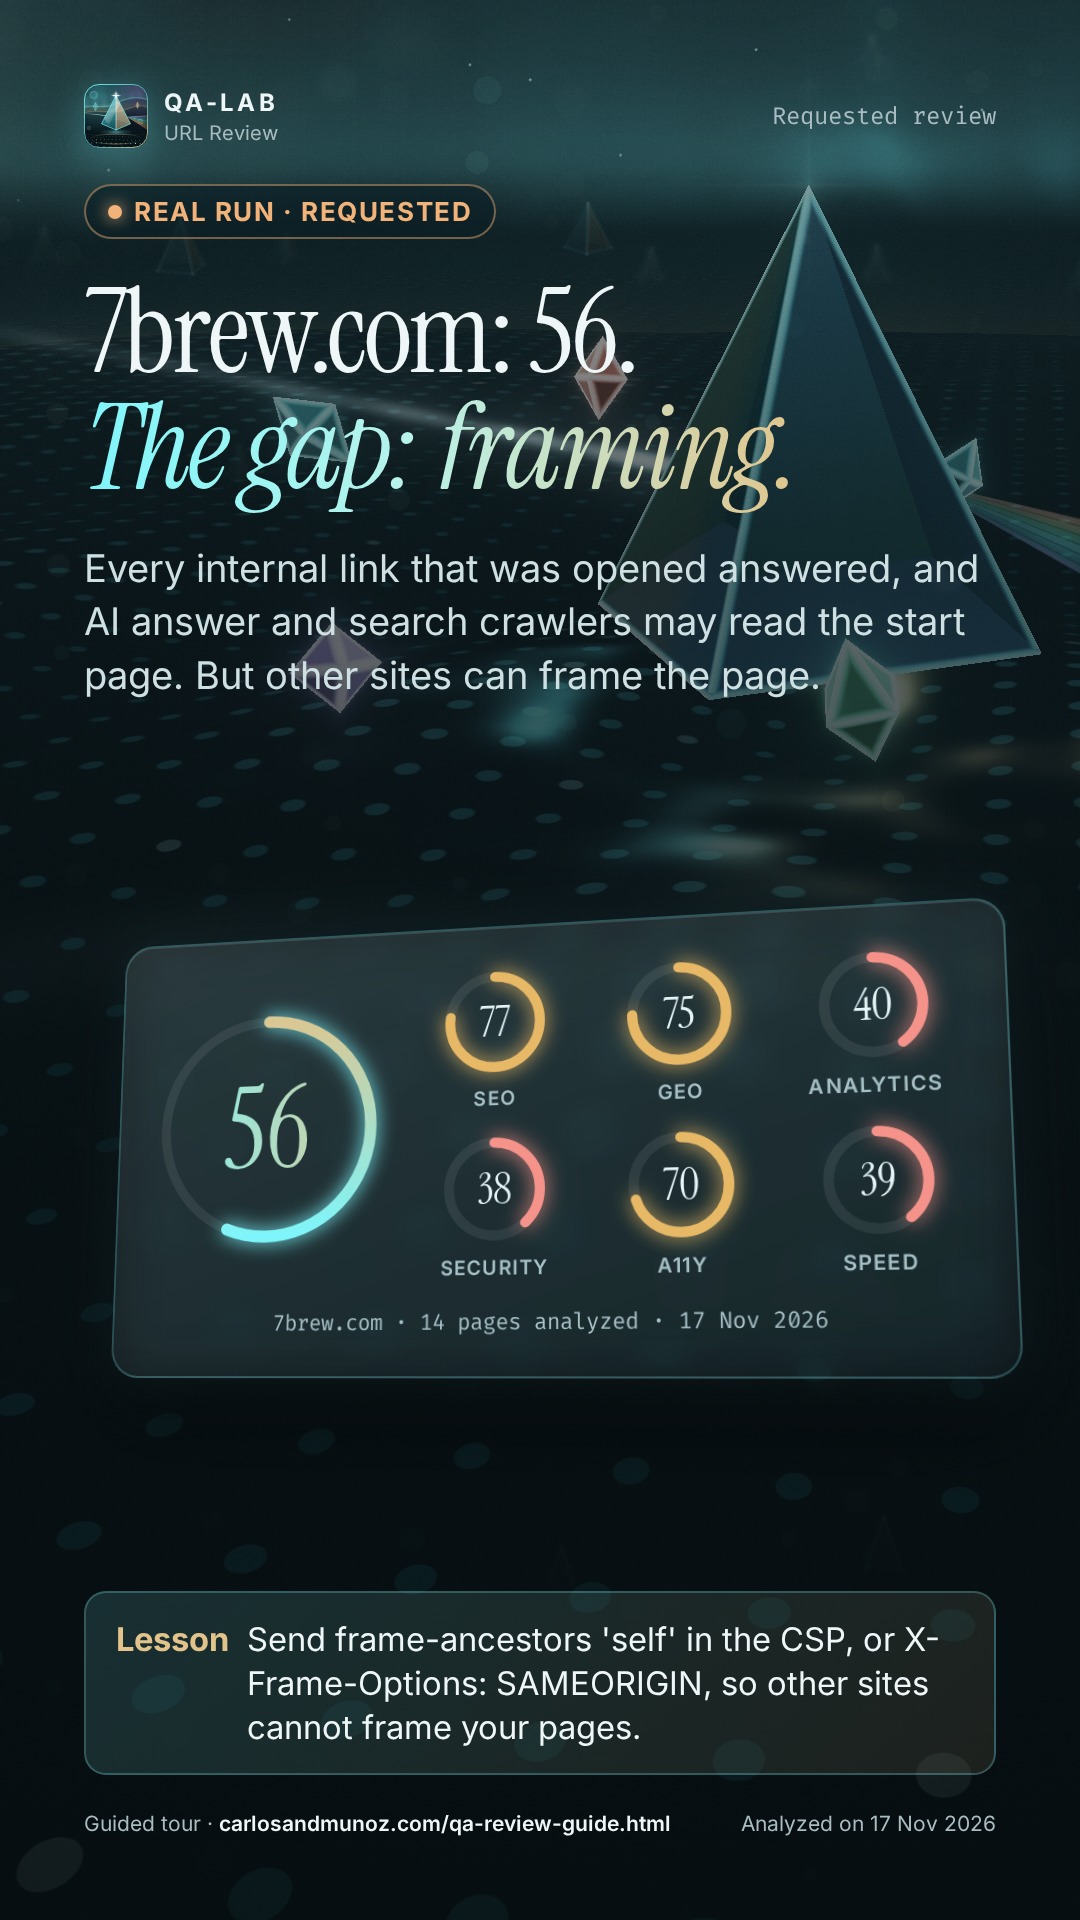 QA-LAB
URL Review
Requested review
REAL RUN · REQUESTED
7brew.com: 56.
The gap: framing.
Every internal link that was opened answered, and
AI answer and search crawlers may read the start
page. But other sites can frame the page.
56
77
SEO
75
GEO
40
ANALYTICS
38
SECURITY
70
A11Y
39
SPEED
7brew.com · 14 pages analyzed · 17 Nov 2026
Lesson Send frame-ancestors 'self' in the CSP, or X-
Frame-Options: SAMEORIGIN, so other sites
cannot frame your pages.
Guided tour · carlosandmunoz.com/qa-review-guide.html
Analyzed on 17 Nov 2026